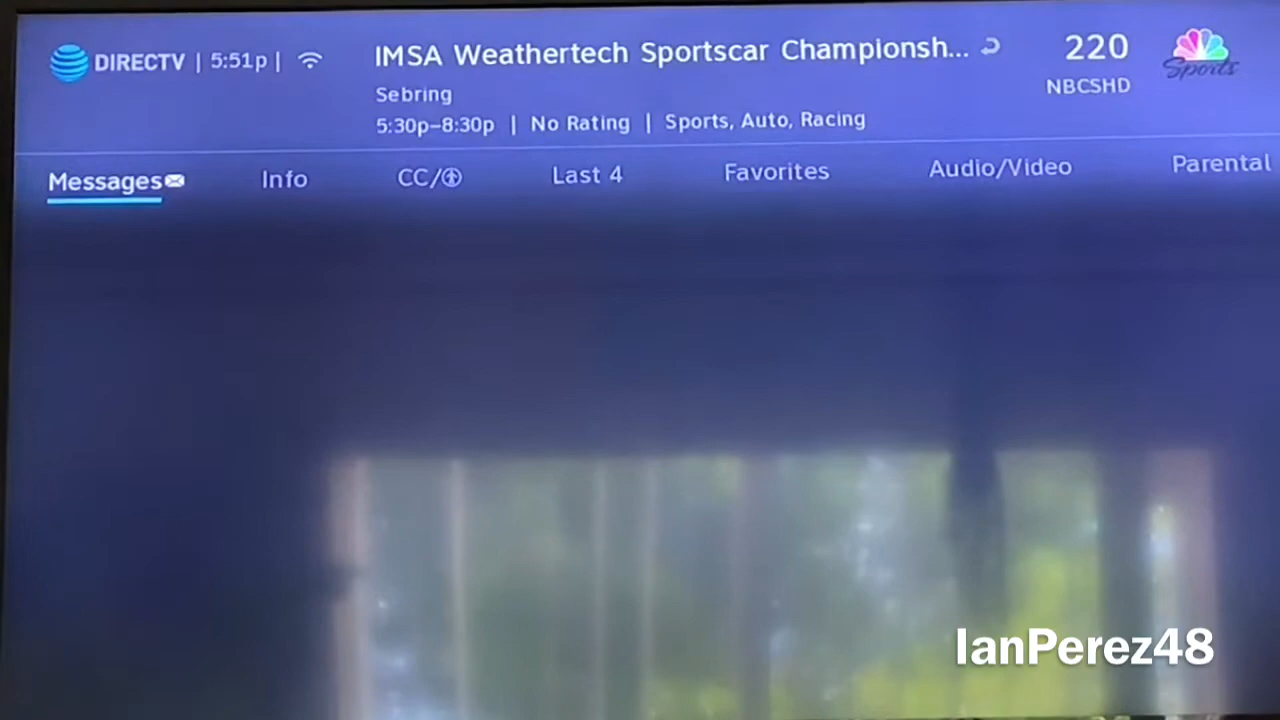 DIRECTV | 5:51p |
IMSA Weathertech Sportscar Championsh...
220
Sports
Sebring
NBCSHD
5:30p–8:30p | No Rating | Sports, Auto, Racing
Messages
Info
CC/
Last 4
Favorites
Audio/Video
Parental
IanPerez48